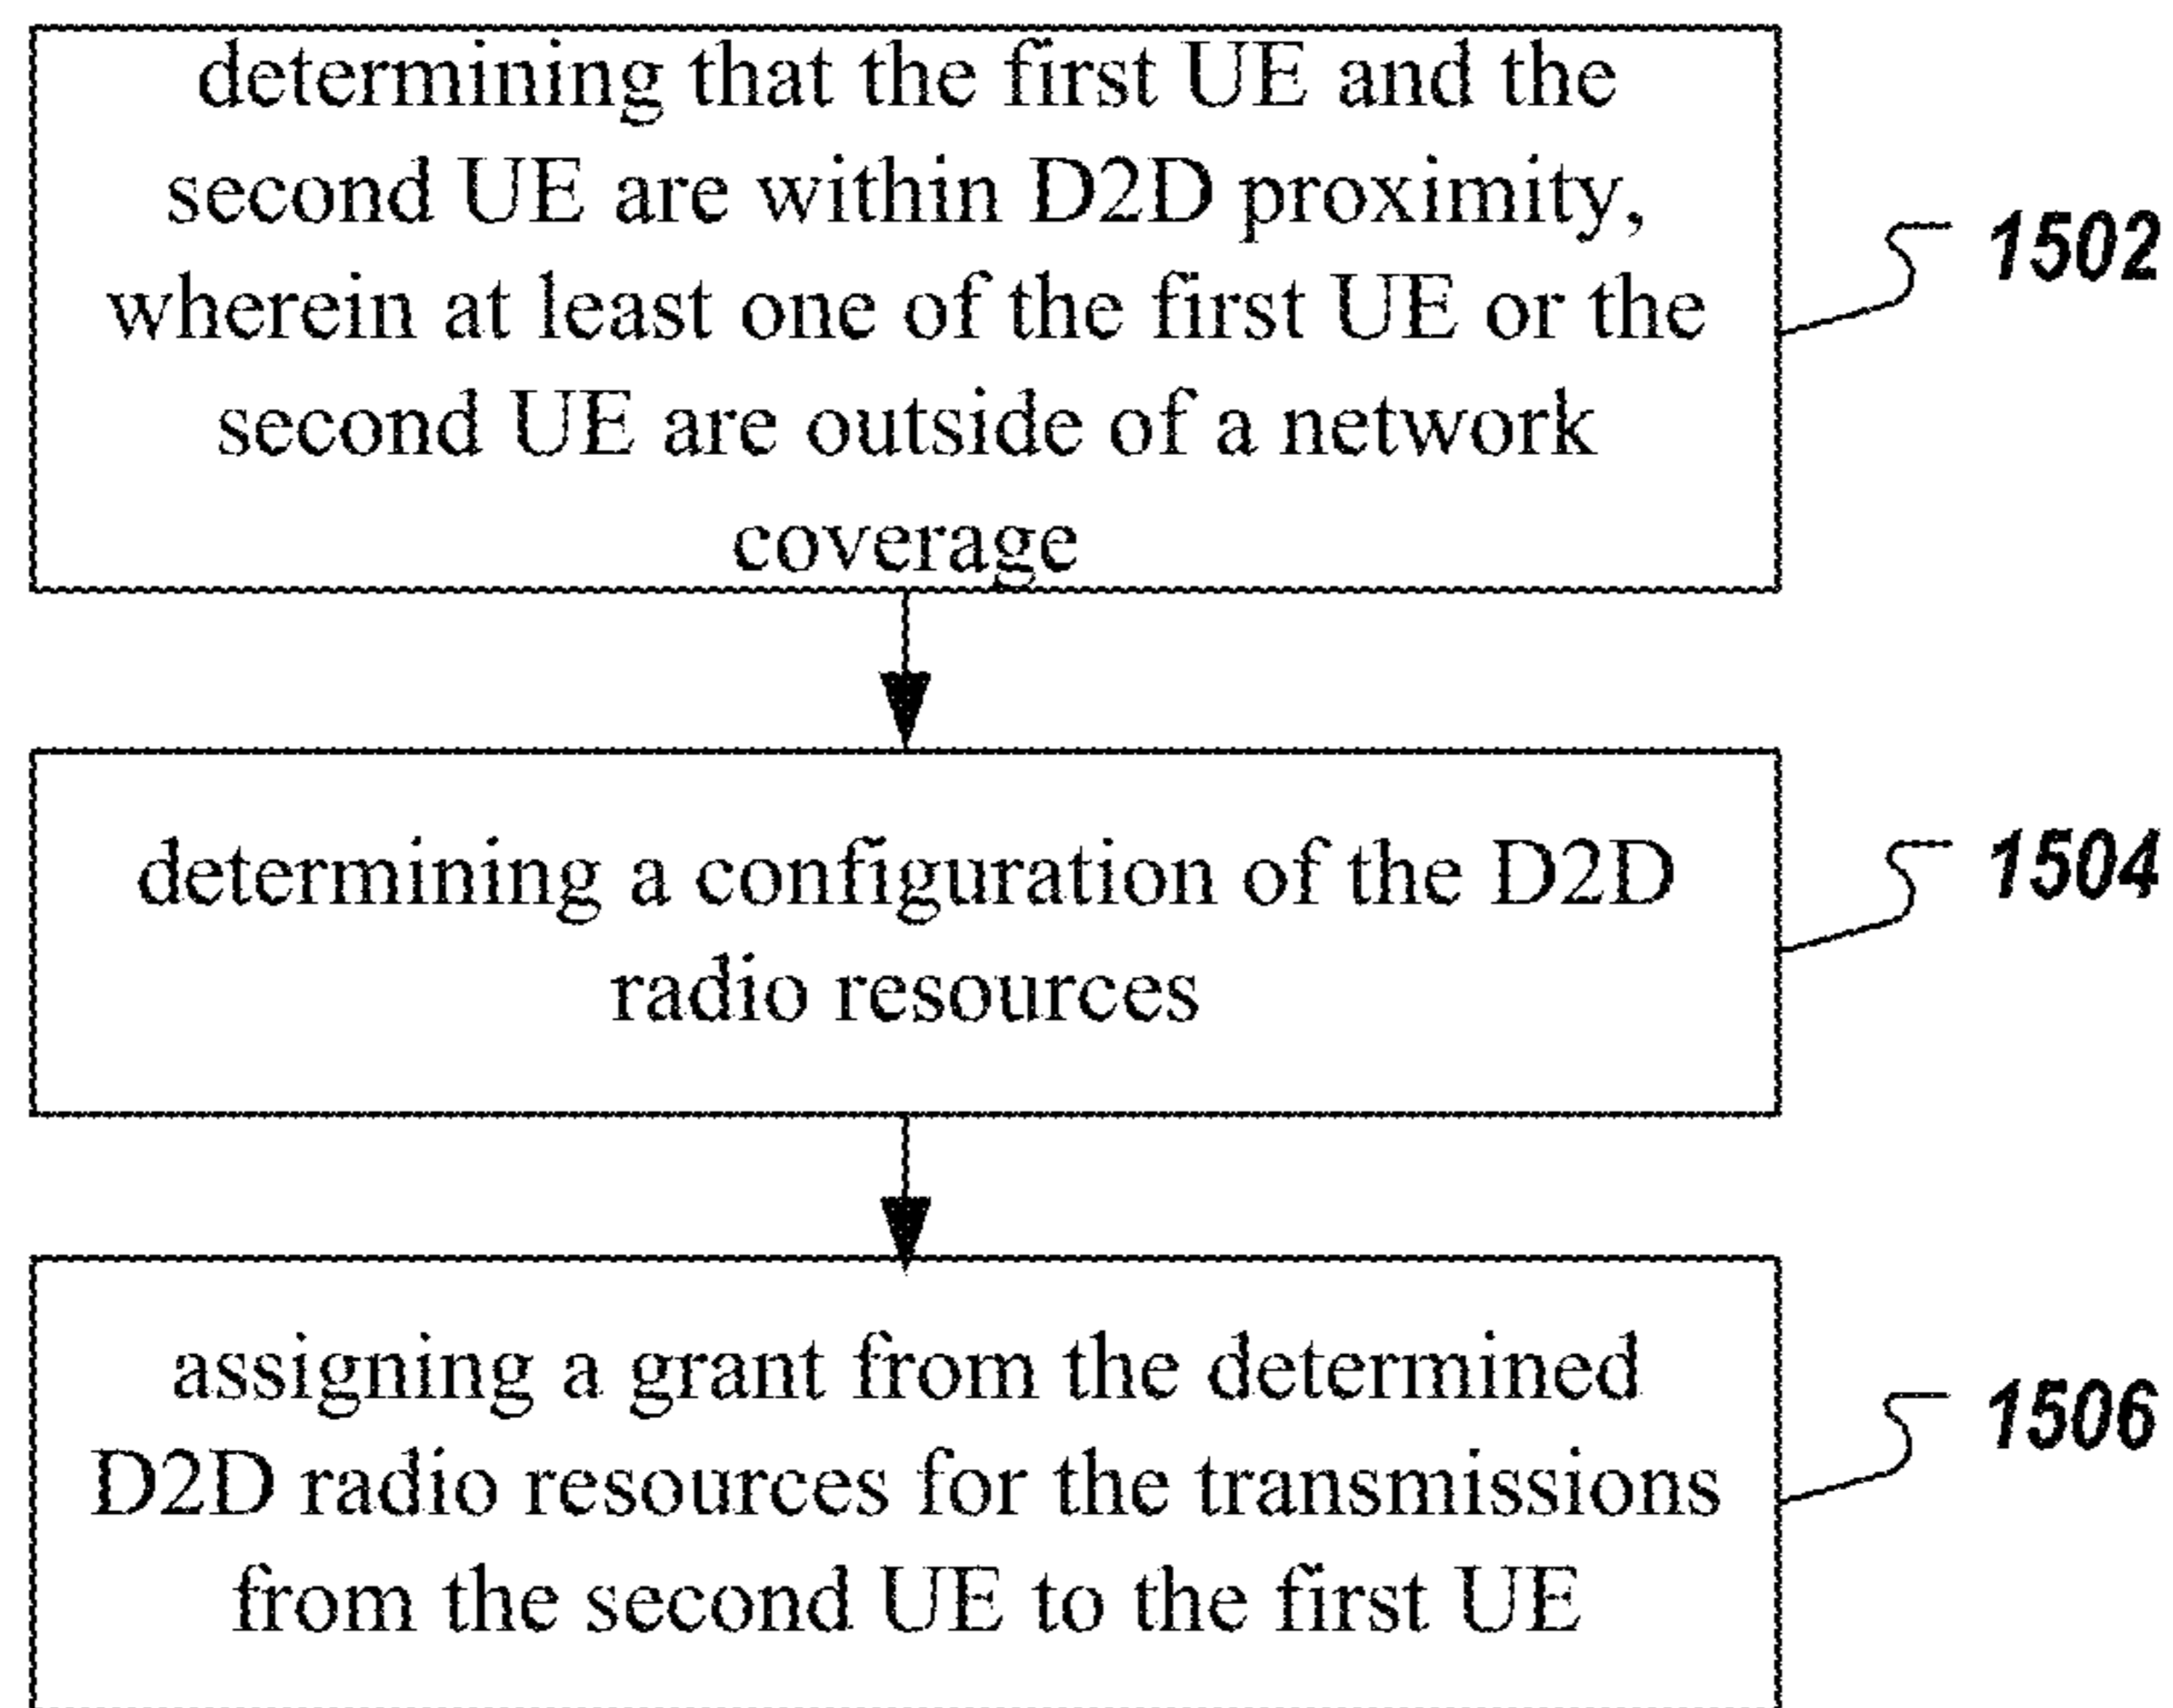 determining that the first UE and the
second UE are within D2D proximity,
wherein at least one of the first UE or the
second UE are outside of a network
coverage
1502
determining a configuration of the D2D
radio resources
1504
assigning a grant from the determined
D2D radio resources for the transmissions
from the second UE to the first UE
1506